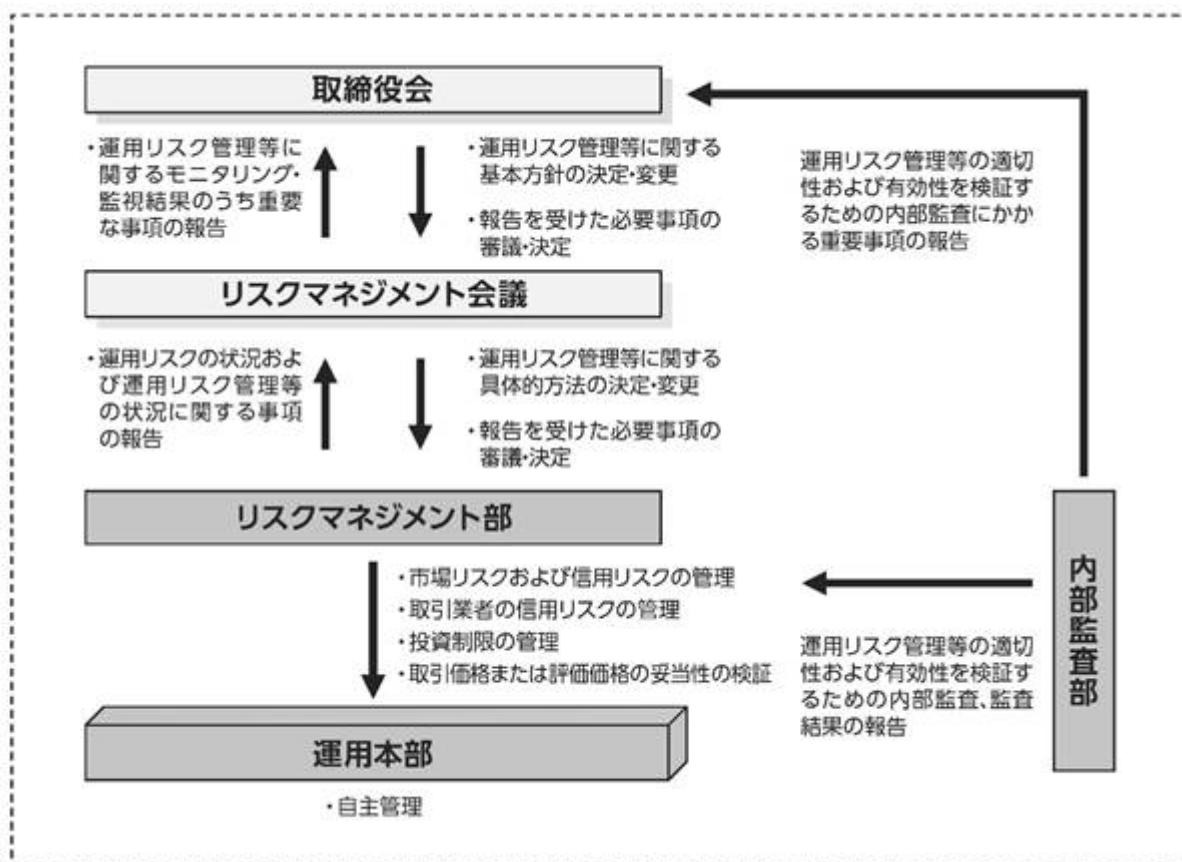 取締役会
・運用リスク管理等に
関するモニタリング・
監視結果のうち重要
な事項の報告
・運用リスク管理等に関する
基本方針の決定・変更
・報告を受けた必要事項の
審議・決定
運用リスク管理等の適切
性および有効性を検証す
るための内部監査にかか
る重要事項の報告
リスクマネジメント会議
・運用リスクの状況およ
び運用リスク管理等
の状況に関する事項
の報告
・運用リスク管理等に関する
具体的方法の決定・変更
・報告を受けた必要事項の
審議・決定
リスクマネジメント部
・市場リスクおよび信用リスクの管理
・取引業者の信用リスクの管理
・投資制限の管理
・取引価格または評価価格の妥当性の検証
運用リスク管理等の適切
性および有効性を検証す
るための内部監査、監査
結果の報告
内部監査部
運用本部
・自主管理